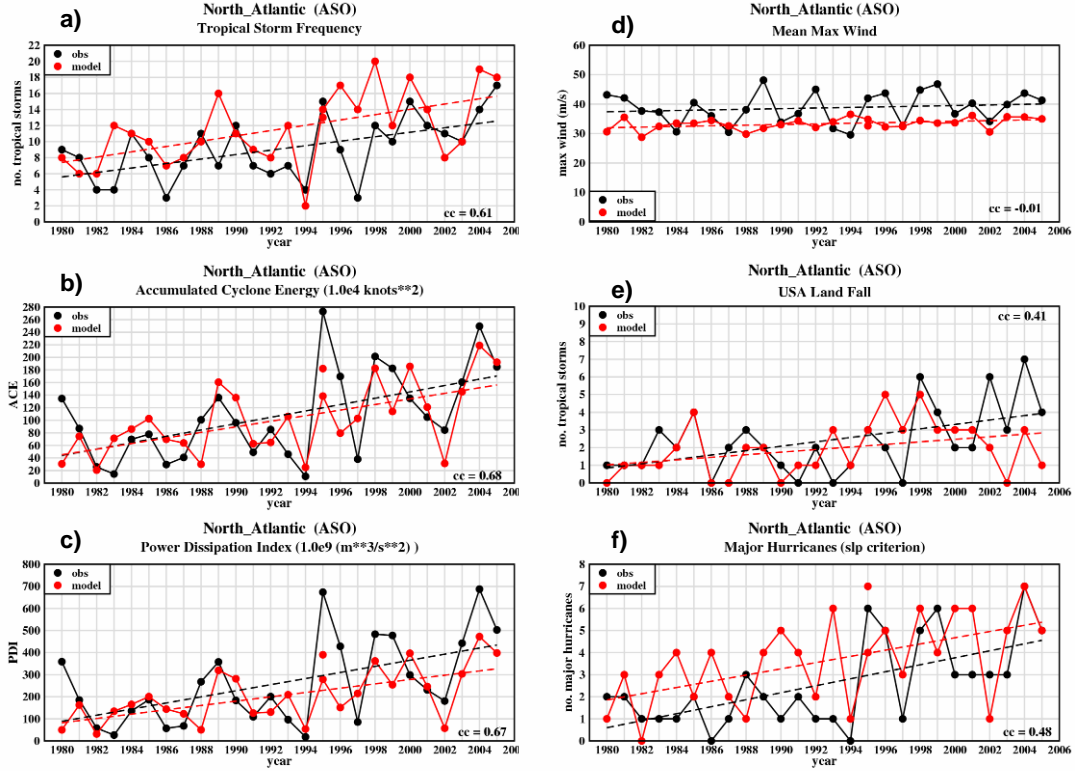 a)
North_Atlantic (ASO)
Tropical Storm Frequency
no. tropical storms
22
20
18
16
14
12
10
8
6
4
2
0
obs
model
cc = 0.61
1980 1982 1984 1986 1988 1990 1992 1994 1996 1998 2000 2002 2004 200
year
b)
North_Atlantic (ASO)
Accumulated Cyclone Energy (1.0e4 knots**2)
ACE
280
260
240
220
200
180
160
140
120
100
80
60
40
20
0
obs
model
cc = 0.68
1980 1982 1984 1986 1988 1990 1992 1994 1996 1998 2000 2002 2004 200
year
c)
North_Atlantic (ASO)
Power Dissipation Index (1.0e9 (m**3/s**2) )
PDI
800
700
600
500
400
300
200
100
0
obs
model
cc = 0.67
1980 1982 1984 1986 1988 1990 1992 1994 1996 1998 2000 2002 2004 200
year
d)
North_Atlantic (ASO)
Mean Max Wind
max wind (m/s)
60
50
40
30
20
10
0
obs
model
cc = -0.01
1980 1982 1984 1986 1988 1990 1992 1994 1996 1998 2000 2002 2004 2006
year
e)
North_Atlantic (ASO)
USA Land Fall
no. tropical storms
10
9
8
7
6
5
4
3
2
1
0
obs
model
cc = 0.41
1980 1982 1984 1986 1988 1990 1992 1994 1996 1998 2000 2002 2004 2006
year
f)
North_Atlantic (ASO)
Major Hurricanes (slp criterion)
no. major hurricanes
8
7
6
5
4
3
2
1
0
obs
model
cc = 0.48
1980 1982 1984 1986 1988 1990 1992 1994 1996 1998 2000 2002 2004 2006
year